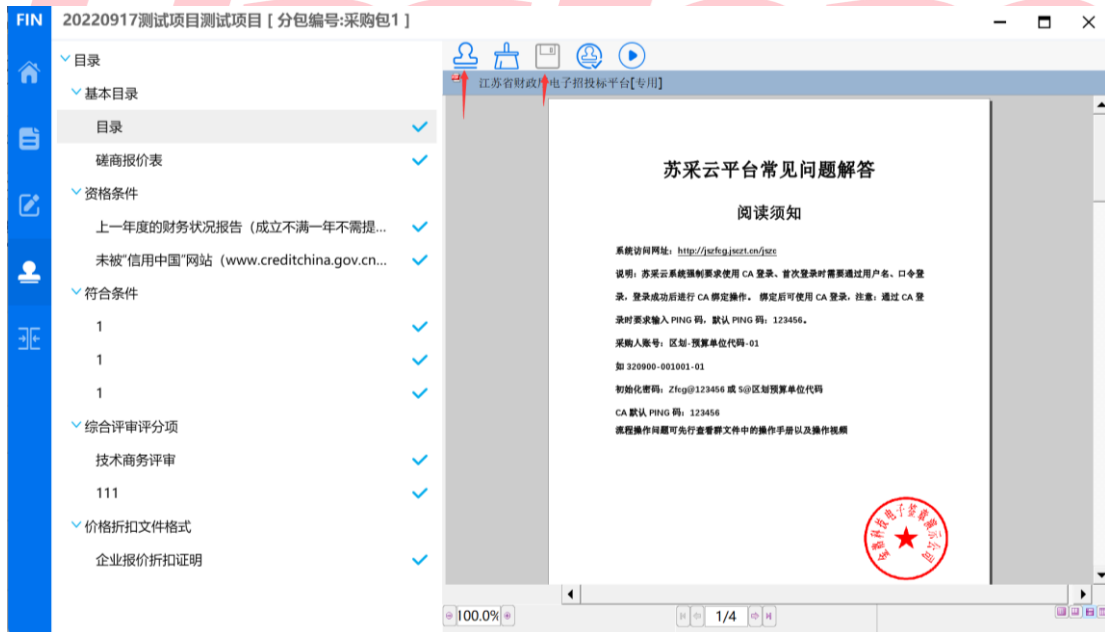 FIN
20220917测试项目测试项目 [ 分包编号:采购包1 ]
目录
基本目录
目录
磋商报价表
资格条件
上一年度的财务状况报告（成立不满一年不需提...
未被“信用中国”网站（www.creditchina.gov.cn...
符合条件
1
1
1
综合评审评分项
技术商务评审
111
价格折扣文件格式
企业报价折扣证明
江苏省财政厅电子招投标平台[专用]
苏采云平台常见问题解答
阅读须知
系统访问网址：http://jszfcg.jsczt.cn/jszc
说明：苏采云系统强制要求使用 CA 登录、首次登录时需要通过用户名、口令登
录，登录成功后进行 CA 绑定操作。 绑定后可使用 CA 登录，注意：通过 CA 登
录时要求输入 PING 码，默认 PING 码：123456。
采购人账号：区划-预算单位代码-01
如 320900-001001-01
初始化密码：Zfcg@123456 或 S@区划预算单位代码
CA 默认 PING 码：123456
流程操作问题可先行查看群文件中的操作手册以及操作视频
100.0%
1/4